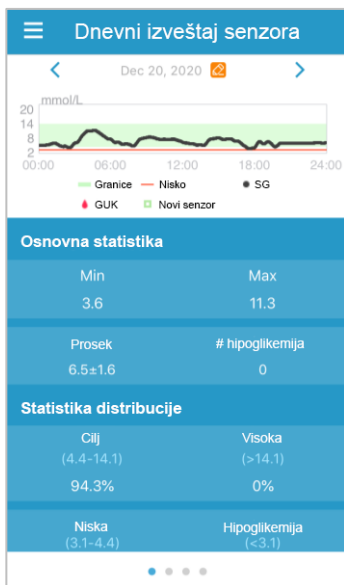 Dnevni izveštaj senzora
Dec 20, 2020
mmol/L
20
14
8
2
00:00 06:00 12:00 18:00 24:00
Granice Nisko SG
GUK Novi senzor
Osnovna statistika
Min Max
3.6 11.3
Prosek # hipoglikemija
6.5±1.6 0
Statistika distribucije
Cilj Visoka
(4.4-14.1) (>14.1)
94.3% 0%
Niska Hipoglikemija
(3.1-4.4) (<3.1)